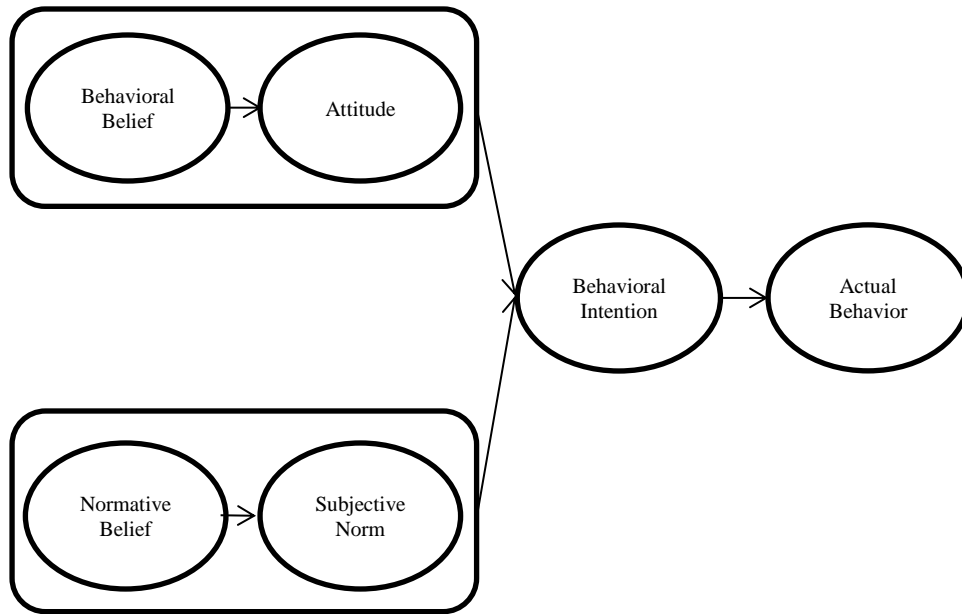 Behavioral
Belief
Attitude
Behavioral
Intention
Actual
Behavior
Normative
Belief
Subjective
Norm